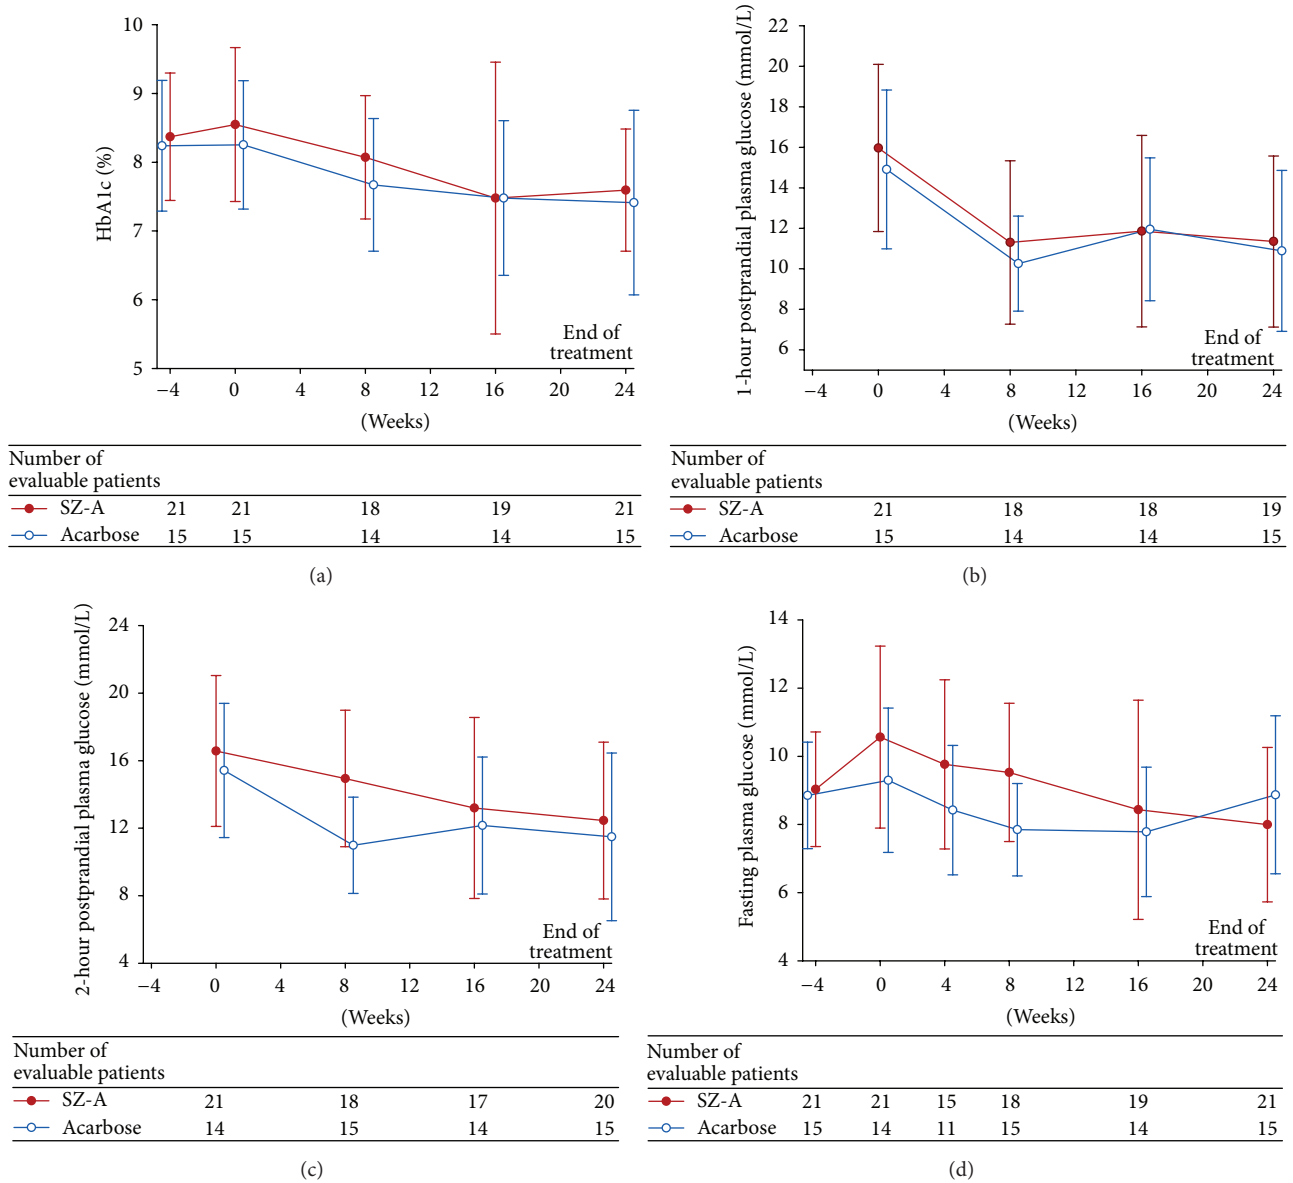 HbA1c (%)
10
9
8
7
6
5
End of
treatment
−4 0 4 8 12 16 20 24
(Weeks)
Number of
evaluable patients
SZ-A 21 21 18 19 21
Acarbose 15 15 14 14 15
(a)
1-hour postprandial plasma glucose (mmol/L)
22
20
18
16
14
12
10
8
6
End of
treatment
−4 0 4 8 12 16 20 24
(Weeks)
Number of
evaluable patients
SZ-A 21 18 18 19
Acarbose 15 14 14 15
(b)
2-hour postprandial plasma glucose (mmol/L)
24
20
16
12
8
4
End of
treatment
−4 0 4 8 12 16 20 24
(Weeks)
Number of
evaluable patients
SZ-A 21 18 17 20
Acarbose 14 15 14 15
(c)
Fasting plasma glucose (mmol/L)
14
12
10
8
6
4
End of
treatment
−4 0 4 8 12 16 20 24
(Weeks)
Number of
evaluable patients
SZ-A 21 21 15 18 19 21
Acarbose 15 14 11 15 14 15
(d)